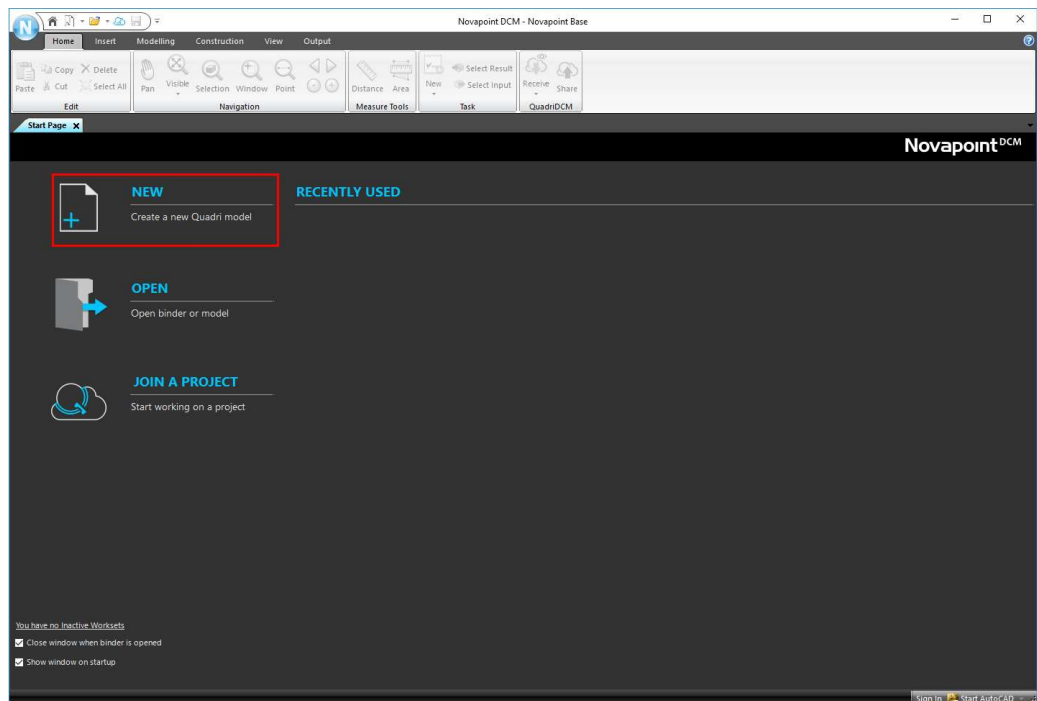 Novapoint DCM - Novapoint Base
N
Home Insert Modelling Construction View Output
Paste Copy Delete Cut Select All
Pan Visible Selection Window Point
Distance Area
New Select Result Select Input
Receive Share
Edit Navigation Measure Tools Task QuadriDCM
Start Page
Novapoint DCM
NEW
Create a new Quadri model
RECENTLY USED
OPEN
Open binder or model
JOIN A PROJECT
Start working on a project
You have no Inactive Worksets
Close window when binder is opened
Show window on startup
Sign In Start AutoCAD